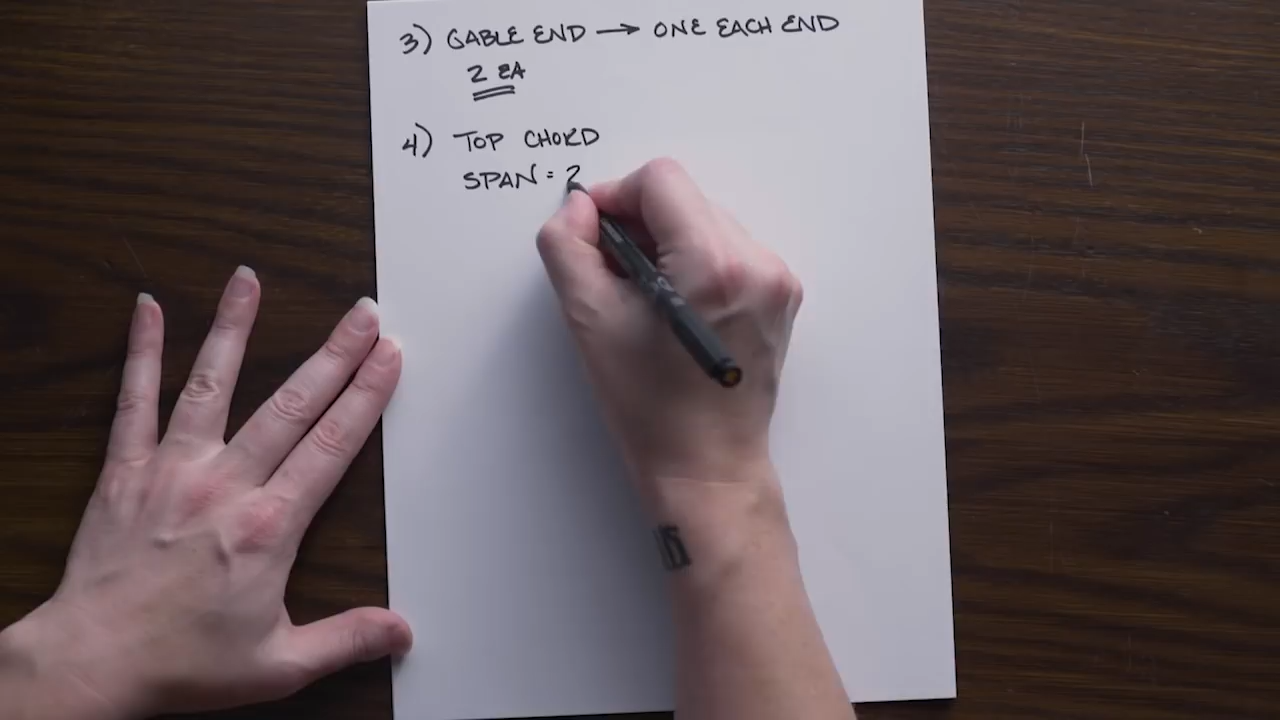 3) GABLE END → ONE EACH END
2 EA
4) TOP CHORD
SPAN = 2